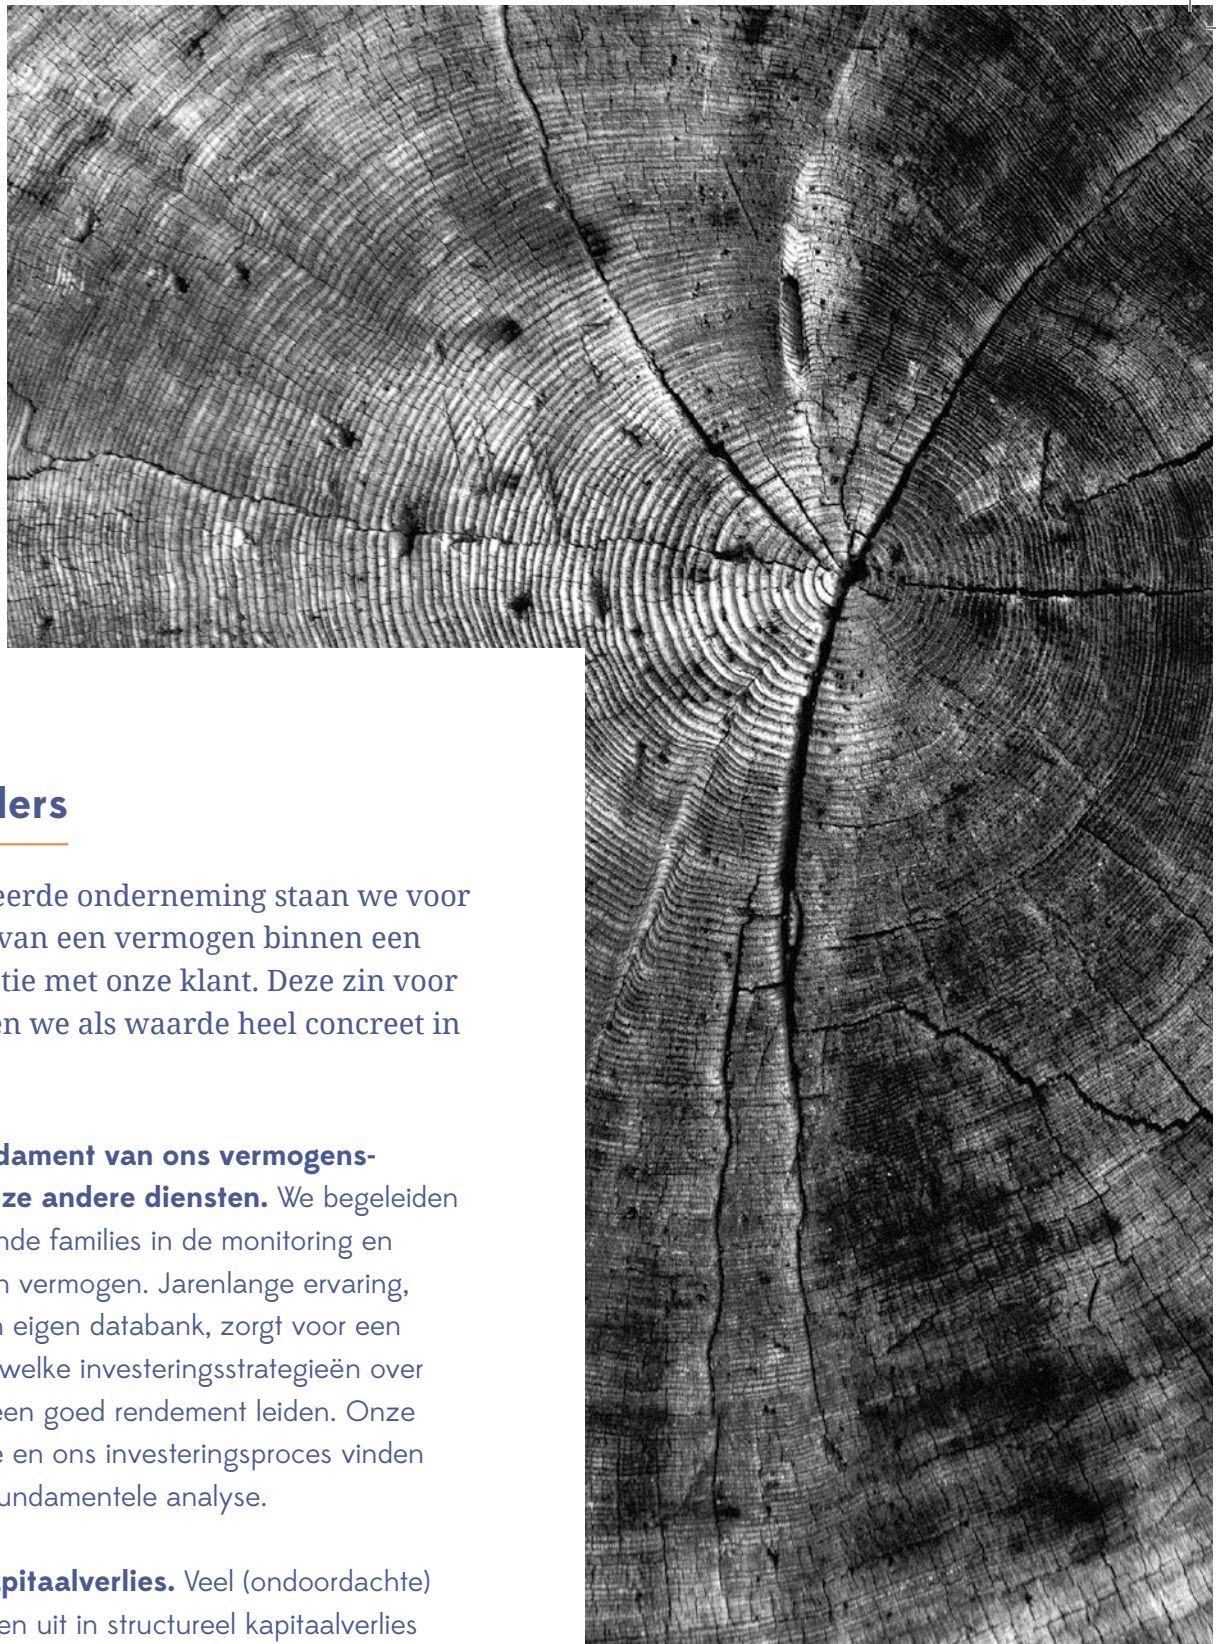 ders
eerde onderneming staan we voor
van een vermogen binnen een
tie met onze klant. Deze zin voor
en we als waarde heel concreet in
dament van ons vermogens-
ze andere diensten. We begeleiden
nde families in de monitoring en
n vermogen. Jarenlange ervaring,
n eigen databank, zorgt voor een
welke investeringsstrategieën over
een goed rendement leiden. Onze
e en ons investeringsproces vinden
undamentele analyse.
pitaalverlies. Veel (ondoordachte)
en uit in structureel kapitaalverlies